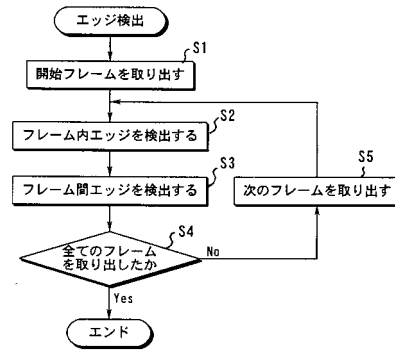 エッジ検出
S1
開始フレームを取り出す
S2
フレーム内エッジを検出する
S3
フレーム間エッジを検出する
S5
次のフレームを取り出す
S4
全てのフレーム
を取り出したか
No
Yes
エンド